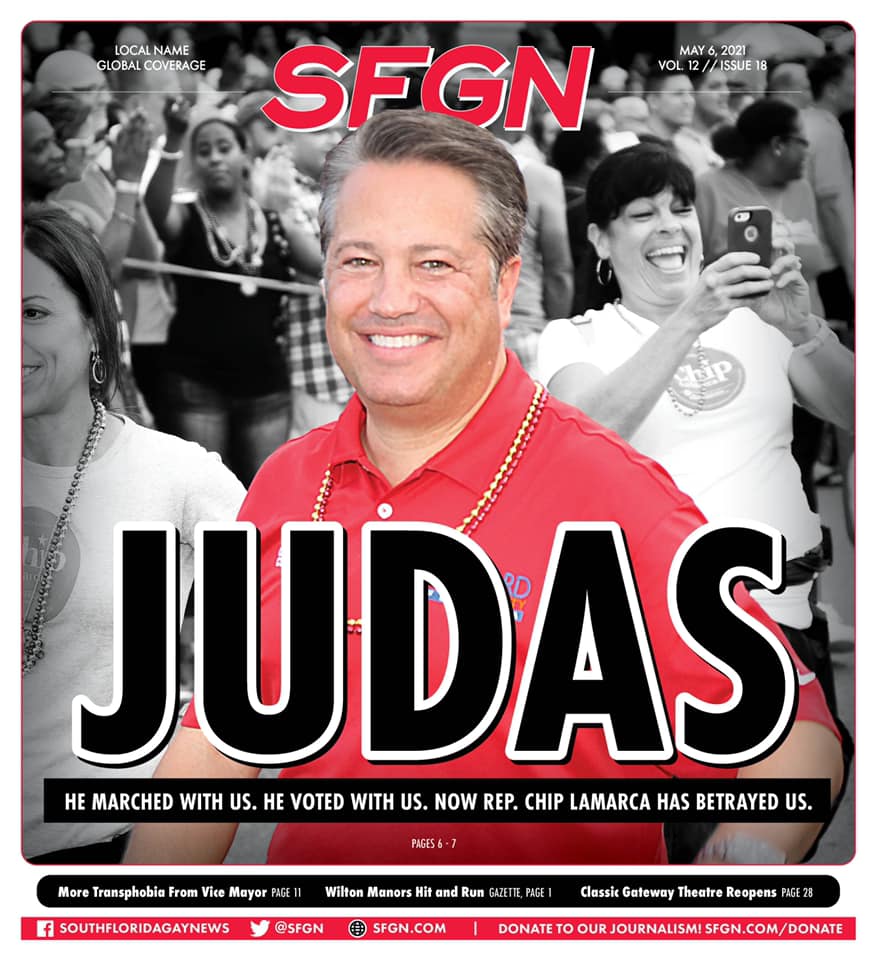 LOCAL NAME
GLOBAL COVERAGE
SFGN
MAY 6, 2021
VOL. 12 // ISSUE 18
Chip
JUDAS
HE MARCHED WITH US. HE VOTED WITH US. NOW REP. CHIP LAMARCA HAS BETRAYED US.
PAGES 6 - 7
More Transphobia From Vice Mayor PAGE 11 Wilton Manors Hit and Run GAZETTE, PAGE 1 Classic Gateway Theatre Reopens PAGE 28
SOUTHFLORIDAGAYNEWS @SFGN SFGN.COM | DONATE TO OUR JOURNALISM! SFGN.COM/DONATE